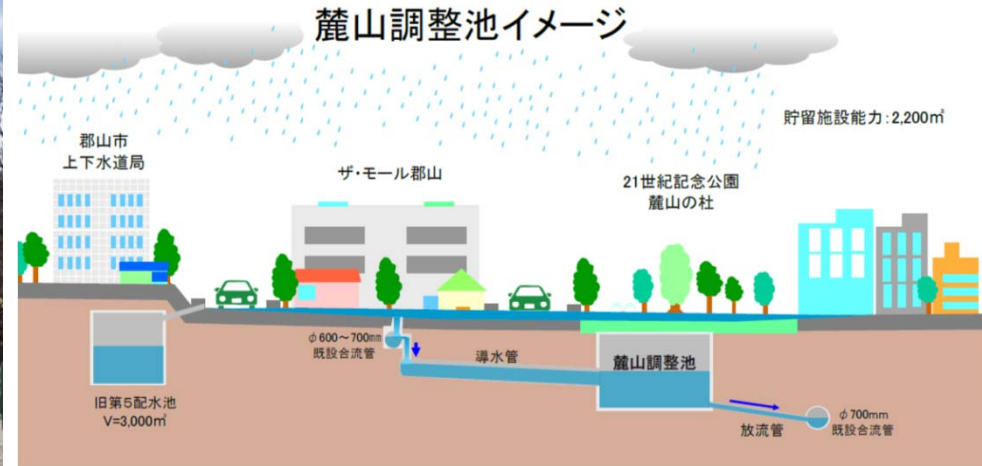 麓山調整池イメージ
貯留施設能力:2,200㎥
郡山市
上下水道局
ザ・モール郡山
21世紀記念公園
麓山の杜
φ600～700mm
既設合流管
導水管
麓山調整池
旧第5配水池
V=3,000㎥
放流管
φ700mm
既設合流管